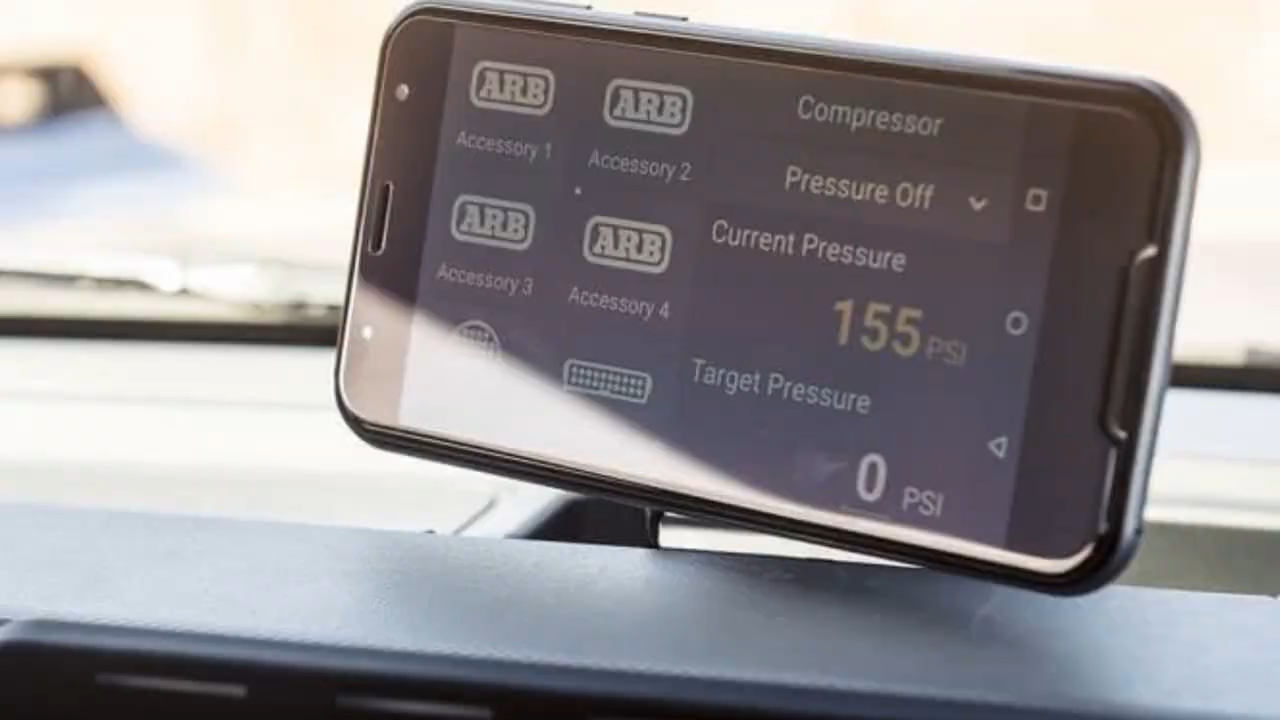 ARB
ARB
Accessory 1
Accessory 2
ARB
ARB
Accessory 3
Accessory 4
Compressor
Pressure Off
Current Pressure
155 PSI
Target Pressure
0 PSI